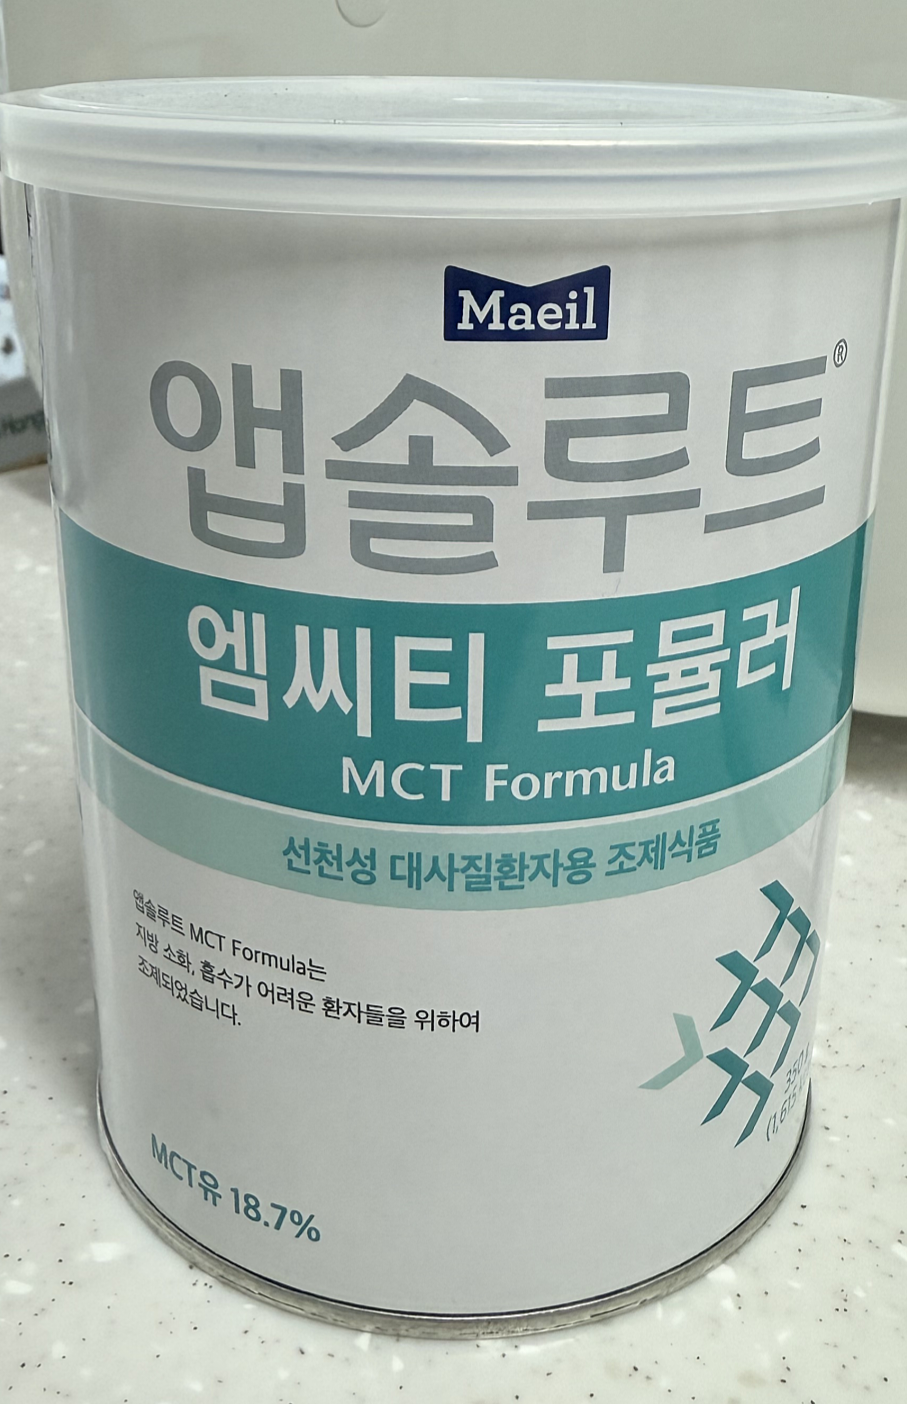 Maeil
앱솔루트®
엠씨티 포뮬러
MCT Formula
선천성 대사질환자용 조제식품
앱솔루트 MCT Formula는
지방 소화, 흡수가 어려운 환자들을 위하여
조제되었습니다.
350
(1,615
MCT유 18.7%